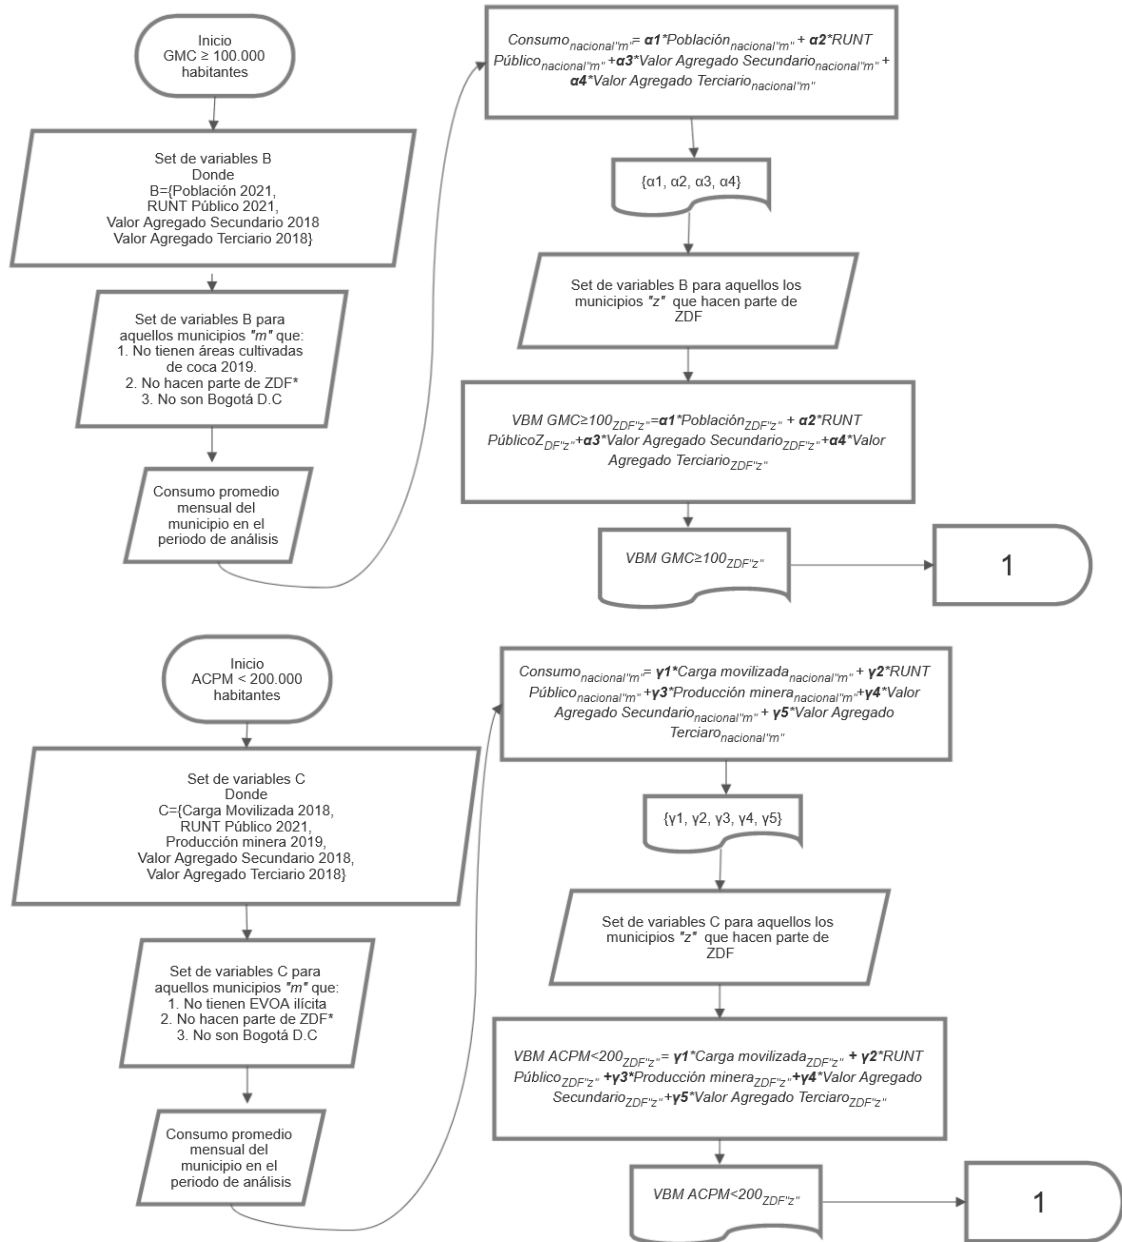 Inicio
GMC ≥ 100.000
habitantes
Set de variables B
Donde
B={Población 2021,
RUNT Público 2021,
Valor Agregado Secundario 2018
Valor Agregado Terciario 2018}
Set de variables B para
aquellos municipios "m" que:
1. No tienen áreas cultivadas
de coca 2019.
2. No hacen parte de ZDF*
3. No son Bogotá D.C
Consumo promedio
mensual del
municipio en el
periodo de análisis
Consumo nacional"m"= α1*Población nacional"m" + α2*RUNT
Público nacional"m" +α3*Valor Agregado Secundario nacional"m" +
α4*Valor Agregado Terciario nacional"m"
{α1, α2, α3, α4}
Set de variables B para aquellos los
municipios "z" que hacen parte de
ZDF
VBM GMC≥100 ZDF"z"=α1*Población ZDF"z" + α2*RUNT
PúblicoZ DF"z"+α3*Valor Agregado Secundario ZDF"z"+α4*Valor
Agregado Terciario ZDF"z"
VBM GMC≥100 ZDF"z"
1
Inicio
ACPM < 200.000
habitantes
Set de variables C
Donde
C={Carga Movilizada 2018,
RUNT Público 2021,
Producción minera 2019,
Valor Agregado Secundario 2018,
Valor Agregado Terciario 2018}
Set de variables C para
aquellos municipios "m" que:
1. No tienen EVOA ilícita
2. No hacen parte de ZDF*
3. No son Bogotá D.C
Consumo promedio
mensual del
municipio en el
periodo de análisis
Consumo nacional"m"= γ1*Carga movilizada nacional"m" + γ2*RUNT
Público nacional"m" +γ3*Producción minera nacional"m"+γ4*Valor
Agregado Secundario nacional"m" + γ5*Valor Agregado
Terciaro nacional"m"
{γ1, γ2, γ3, γ4, γ5}
Set de variables C para aquellos los
municipios "z" que hacen parte de
ZDF
VBM ACPM<200 ZDF"z"= γ1*Carga movilizada ZDF"z" + γ2*RUNT
Público ZDF"z" +γ3*Producción minera ZDF"z"+γ4*Valor Agregado
Secundario ZDF"z"+γ5*Valor Agregado Terciaro ZDF"z"
VBM ACPM<200 ZDF"z"
1